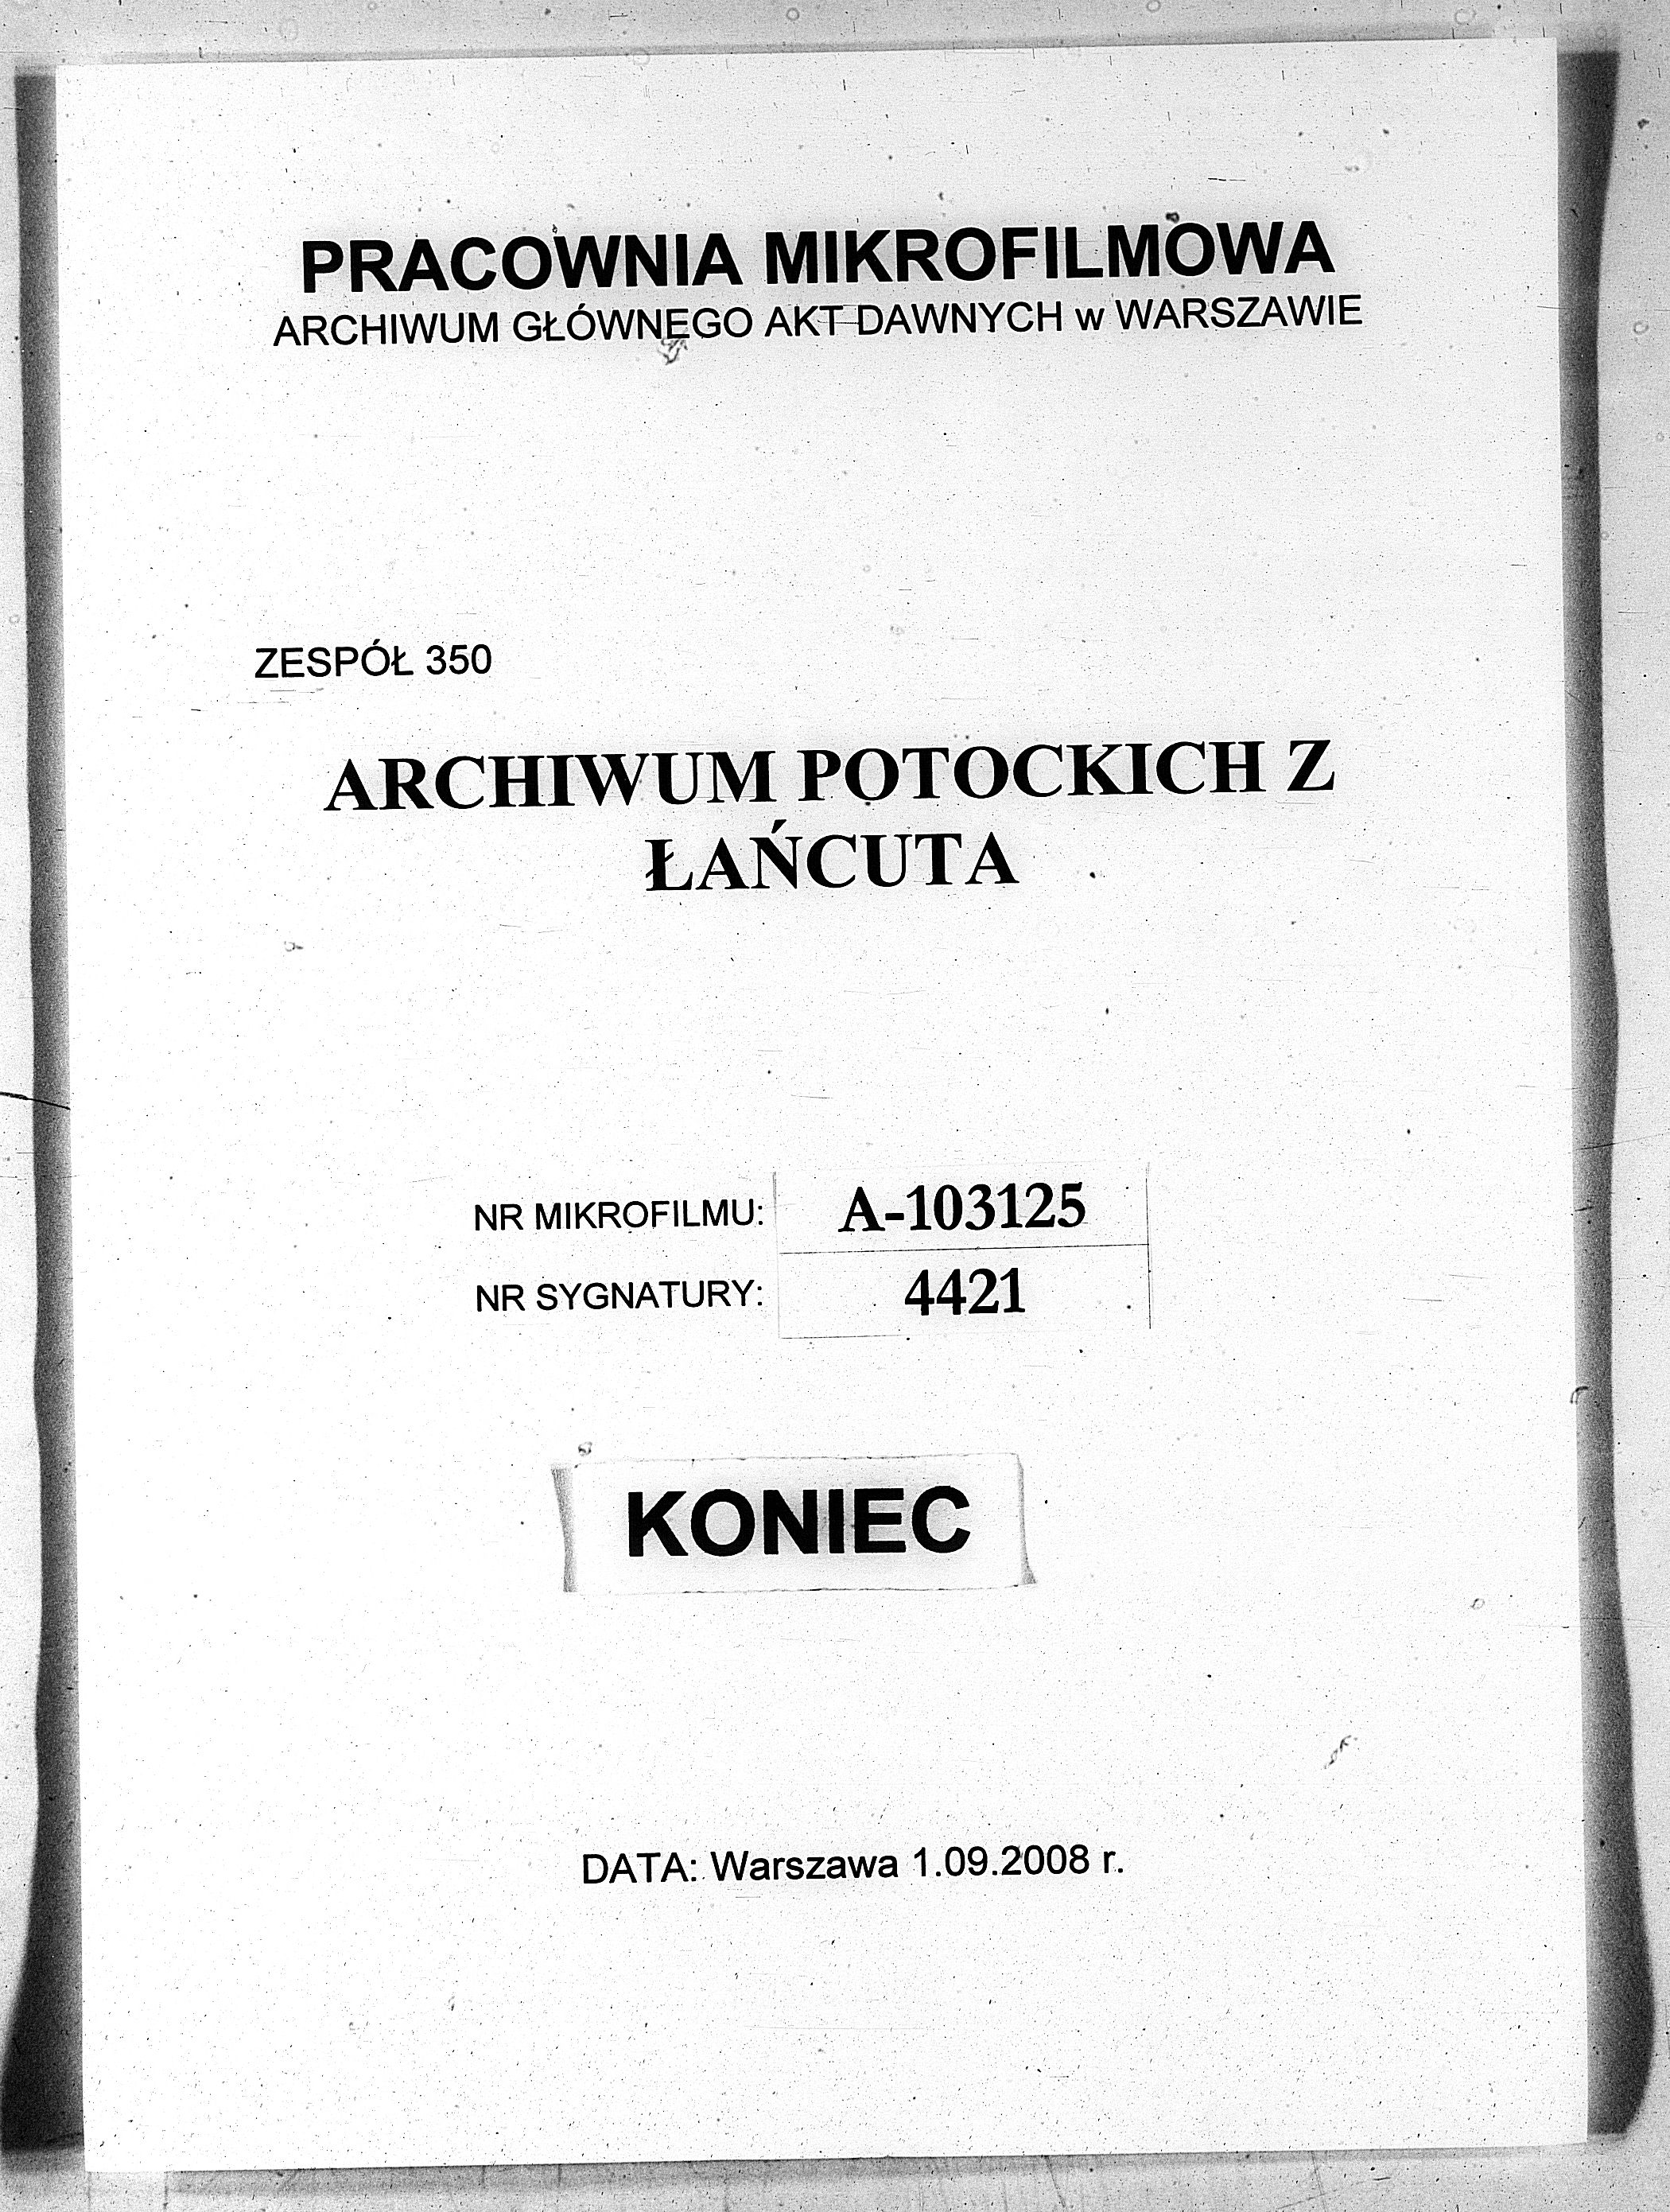 PRACOWNIA MIKROFILMOWA
ARCHIWUM GŁÓWNEGO AKT DAWNYCH w WARSZAWIE
ZESPÓŁ 350
ARCHIWUM POTOCKICH Z
ŁAŃCUTA
NR MIKROFILMU: A-103125
NR SYGNATURY: 4421
KONIEC
DATA: Warszawa 1.09.2008 r.